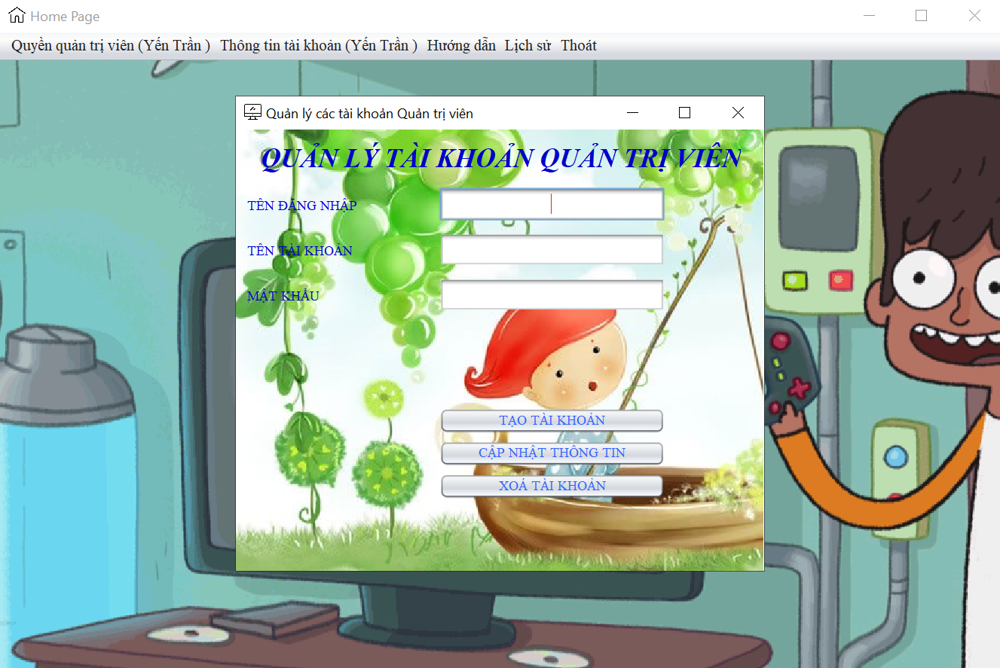 Home Page
Quyền quản trị viên (Yến Trần ) Thông tin tài khoản (Yến Trần ) Hướng dẫn Lịch sử Thoát
Quản lý các tài khoản Quản trị viên
QUẢN LÝ TÀI KHOẢN QUẢN TRỊ VIÊN
TÊN ĐĂNG NHẬP
TÊN TÀI KHOẢN
MẬT KHẨU
TẠO TÀI KHOẢN
CẬP NHẬT THÔNG TIN
XOÁ TÀI KHOẢN